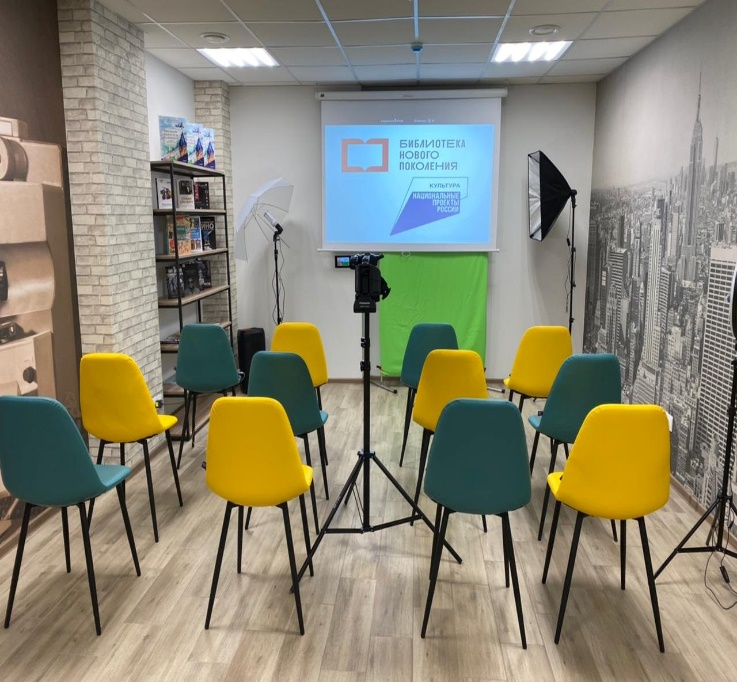 БИБЛИОТЕКА
НОВОГО
ПОКОЛЕНИЯ
КУЛЬТУРА
НАЦИОНАЛЬНЫЕ
ПРОЕКТЫ
РОССИИ